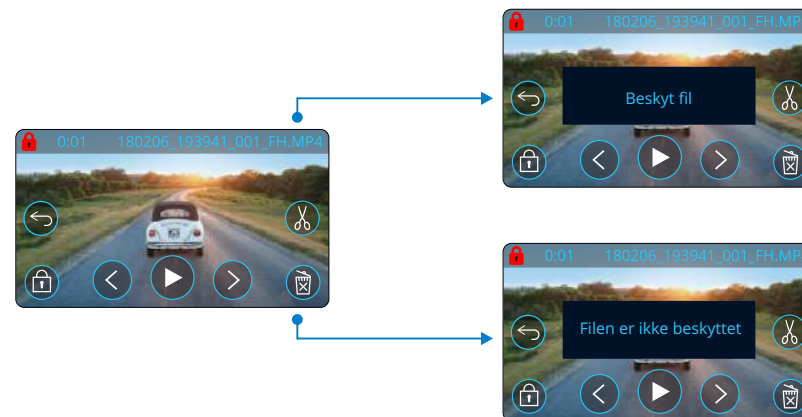 0:01 180206_193941_001_FH.MP4
0:01 180206_193941_001_FH.MP
Beskyt fil
0:01 180206_193941_001_FH.MP
Filen er ikke beskyttet